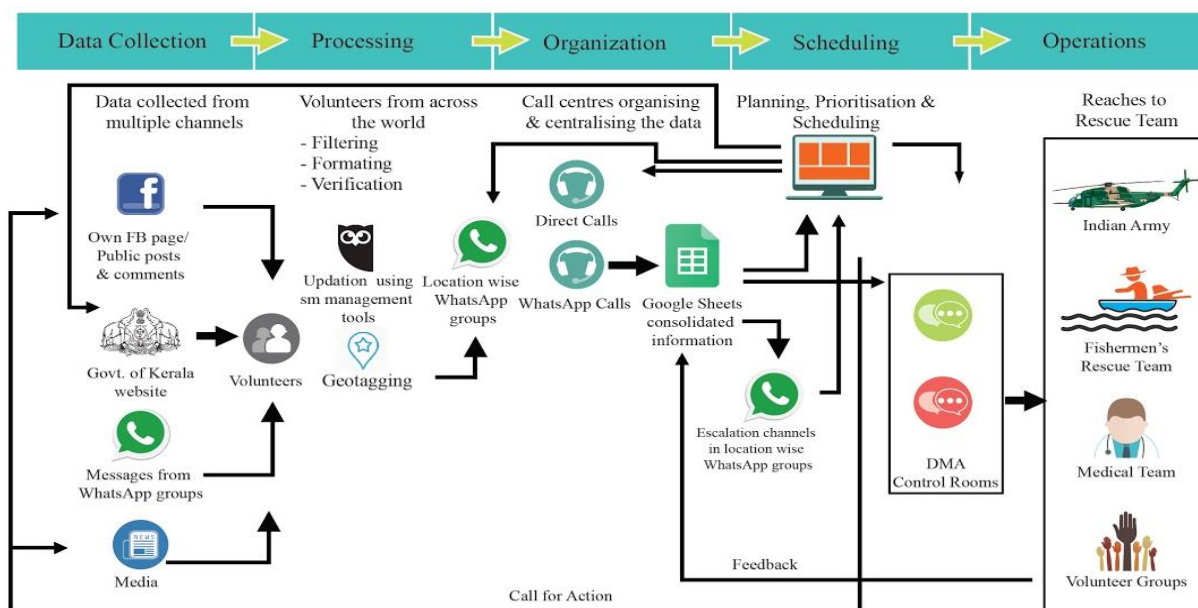 Data Collection
Processing
Organization
Scheduling
Operations
Data collected from
multiple channels
Volunteers from across
the world
- Filtering
- Formating
- Verification
Call centres organising
& centralising the data
Planning, Prioritisation &
Scheduling
Reaches to
Rescue Team
Own FB page/
Public posts
& comments
Govt. of Kerala
website
Messages from
WhatsApp groups
NEWS
Media
Volunteers
Updation using
sm management
tools
Geotagging
Location wise
WhatsApp
groups
Direct Calls
WhatsApp Calls
Google Sheets
consolidated
information
Escalation channels
in location wise
WhatsApp groups
DMA
Control Rooms
Indian Army
Fishermen's
Rescue Team
Medical Team
Volunteer Groups
Feedback
Call for Action